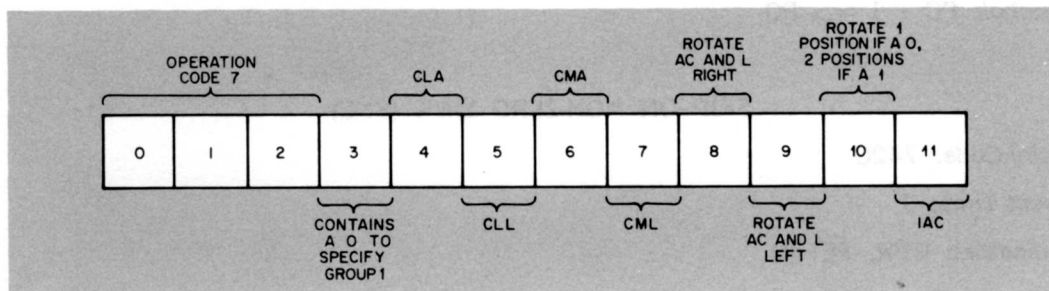 OPERATION
CODE 7
CLA
CMA
ROTATE
AC AND L
RIGHT
ROTATE 1
POSITION IF A 0,
2 POSITIONS
IF A 1
0 1 2 3 4 5 6 7 8 9 10 11
CONTAINS
A 0 TO
SPECIFY
GROUP 1
CLL
CML
ROTATE
AC AND L
LEFT
IAC